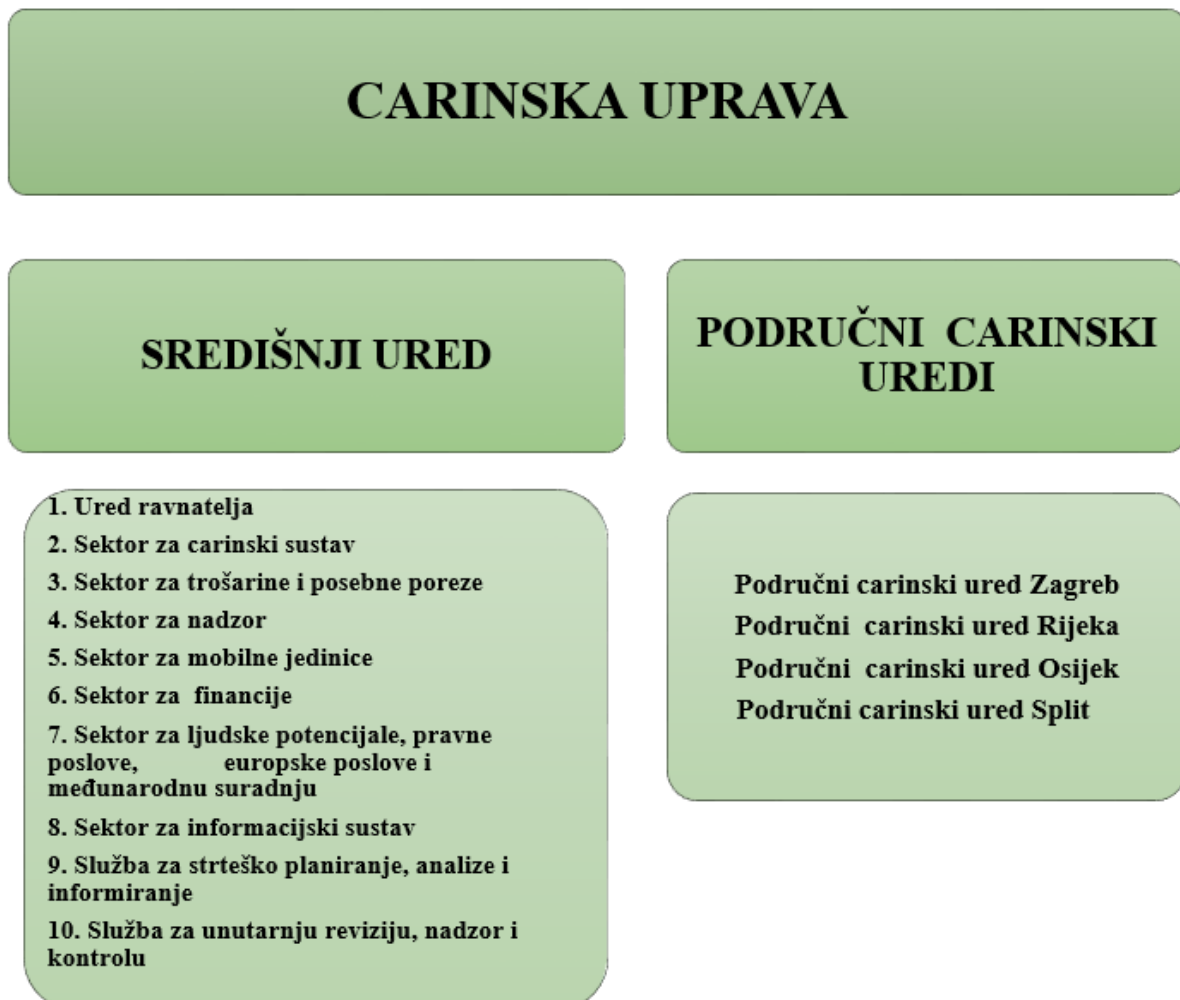 CARINSKA UPRAVA
SREDIŠNJI URED
PODRUČNI  CARINSKI
UREDI
1. Ured ravnatelja
2. Sektor za carinski sustav
3. Sektor za trošarine i posebne poreze
4. Sektor za nadzor
5. Sektor za mobilne jedinice
6. Sektor za  financije
7. Sektor za ljudske potencijale, pravne
poslove,            europske poslove i
međunarodnu suradnju
8. Sektor za informacijski sustav
9. Služba za strteško planiranje, analize i
informiranje
10. Služba za unutarnju reviziju, nadzor i
kontrolu
Područni carinski ured Zagreb
Područni  carinski ured Rijeka
Područni  carinski ured Osijek
Područni carinski ured Split